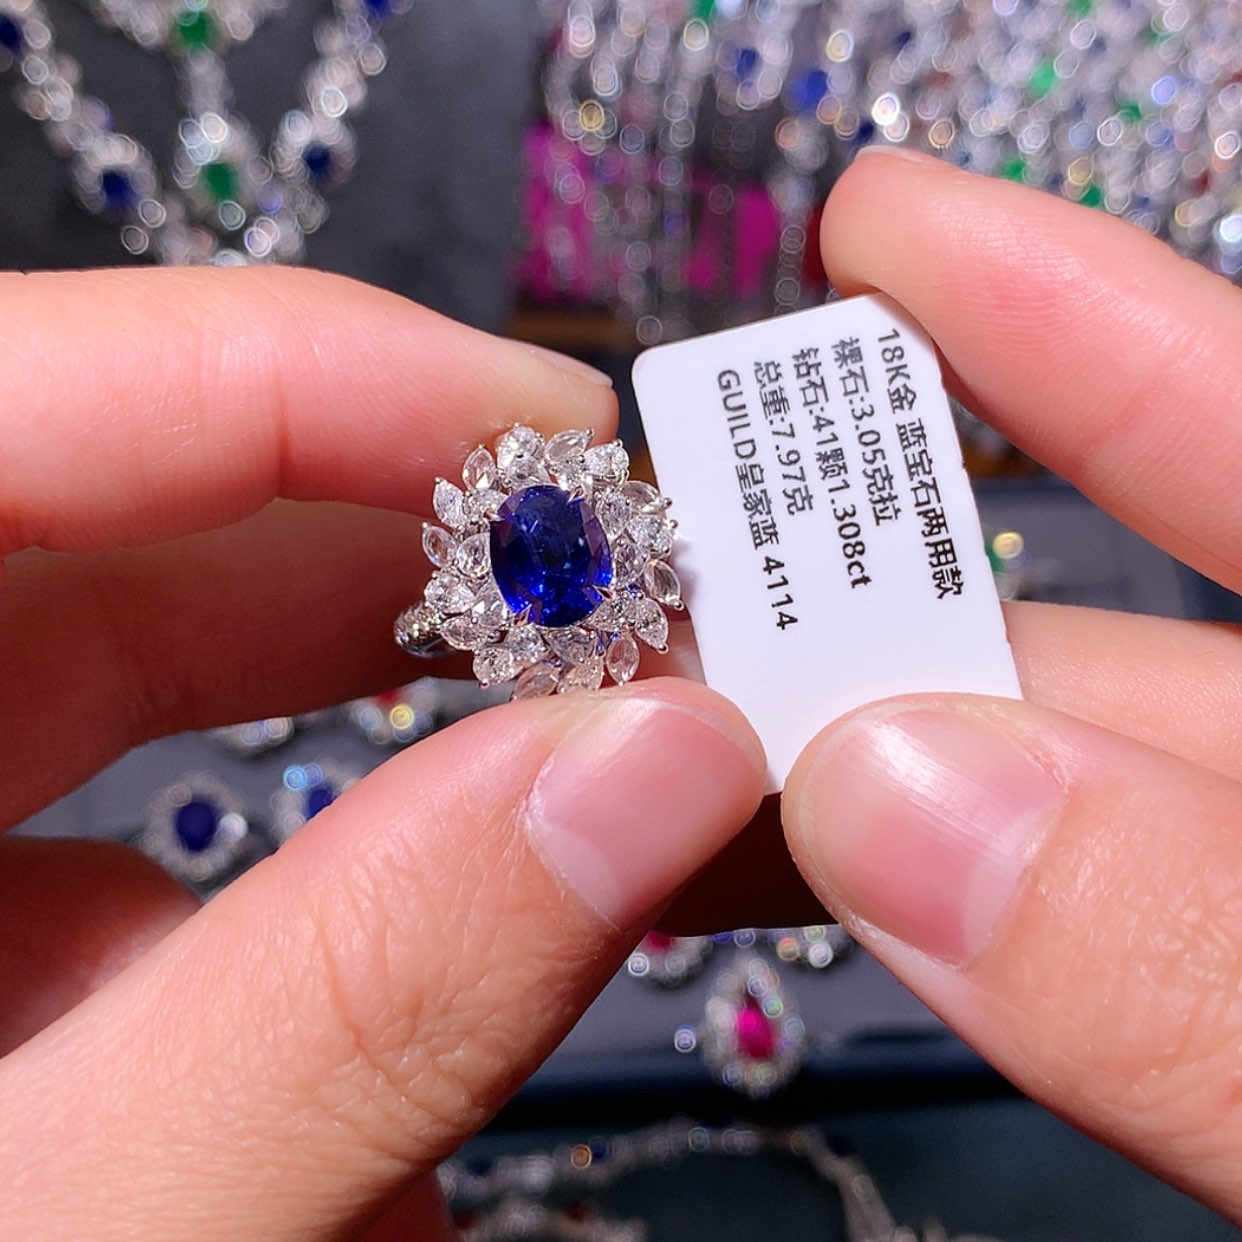 18K金 蓝宝石两用款
裸石:3.05克拉
钻石:41颗1.308ct
总重:7.97克
GUILD皇家蓝 4114